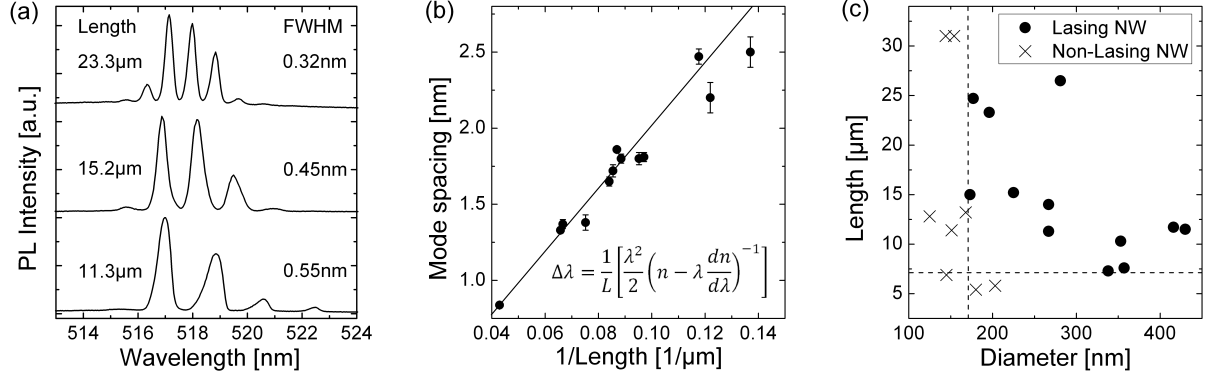 (a)
Length FWHM
23.3μm 0.32nm
15.2μm 0.45nm
11.3μm 0.55nm
PL Intensity [a.u.]
514 516 518 520 522 524
Wavelength [nm]
(b)
2.5
2.0
1.5
1.0
Mode spacing [nm]
Δλ = 1/L [λ²/2 (n − λ dn/dλ)⁻¹]
0.04 0.06 0.08 0.10 0.12 0.14
1/Length [1/μm]
(c)
Lasing NW
Non-Lasing NW
30
25
20
15
10
5
Length [μm]
100 200 300 400
Diameter [nm]